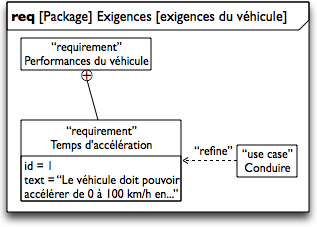 req [Package] Exigences [exigences du véhicule]
“requirement”
Performances du véhicule
“requirement”
Temps d'accélération
id = 1
text = “Le véhicule doit pouvoir
accélérer de 0 à 100 km/h en...”
“refine”
“use case”
Conduire